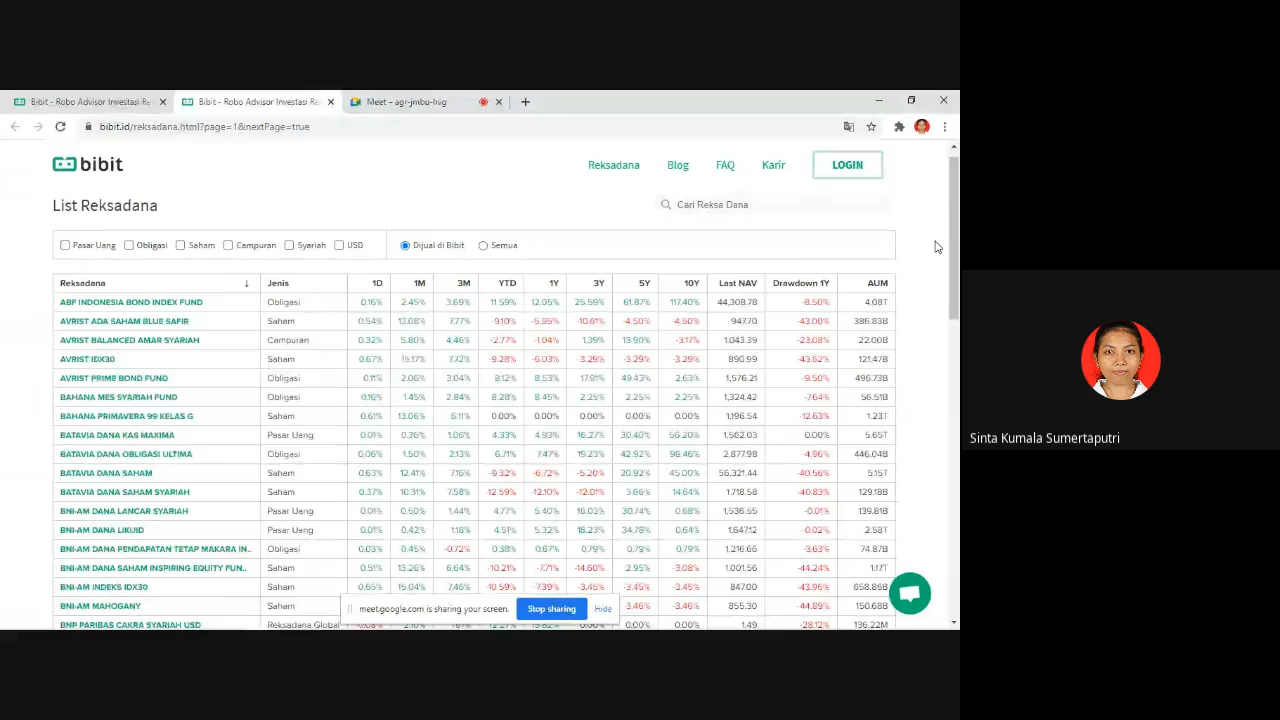 Bibit - Robo Advisor Investasi Re
Bibit - Robo Advisor Investasi Re
Meet – agr-jmbu-hvg
bibit.id/reksadana.html?page=1&nextPage=true
bibit
Reksadana Blog FAQ Karir LOGIN
List Reksadana
Cari Reksa Dana
Pasar Uang Obligasi Saham Campuran Syariah USD Dijual di Bibit Semua
Reksadana ↓ Jenis 1D 1M 3M YTD 1Y 3Y 5Y 10Y Last NAV Drawdown 1Y AUM
ABF INDONESIA BOND INDEX FUND Obligasi 0.16% 2.45% 3.69% 11.59% 12.05% 25.59% 61.87% 117.40% 44,308.78 -8.50% 4.08T
AVRIST ADA SAHAM BLUE SAFIR Saham 0.54% 13.08% 7.77% -9.10% -5.95% -10.61% -4.50% -4.50% 947.70 -43.00% 386.83B
AVRIST BALANCED AMAR SYARIAH Campuran 0.32% 5.80% 4.46% -2.77% -1.04% 1.39% 13.90% -3.17% 1,043.39 -23.08% 22.00B
AVRIST IDX30 Saham 0.67% 15.17% 7.72% -9.28% -6.03% -3.29% -3.29% -3.29% 890.99 -43.62% 121.47B
AVRIST PRIME BOND FUND Obligasi 0.11% 2.06% 3.04% 8.12% 8.53% 17.91% 49.43% 2.63% 1,576.21 -9.50% 496.73B
BAHANA MES SYARIAH FUND Obligasi 0.16% 1.45% 2.84% 8.28% 8.45% 2.25% 2.25% 2.25% 1,324.42 -7.64% 56.51B
BAHANA PRIMAVERA 99 KELAS G Saham 0.61% 13.06% 6.11% 0.00% 0.00% 0.00% 0.00% 0.00% 1,196.54 -12.63% 1.23T
BATAVIA DANA KAS MAXIMA Pasar Uang 0.01% 0.36% 1.06% 4.33% 4.93% 16.27% 30.40% 56.20% 1,562.03 0.00% 5.65T
BATAVIA DANA OBLIGASI ULTIMA Obligasi 0.06% 1.50% 2.13% 6.71% 7.47% 19.23% 42.92% 98.46% 2,877.98 -4.96% 446.04B
BATAVIA DANA SAHAM Saham 0.63% 12.41% 7.16% -9.32% -6.72% -5.20% 20.92% 45.00% 56,321.44 -40.56% 5.15T
BATAVIA DANA SAHAM SYARIAH Saham 0.37% 10.31% 7.58% -12.59% -12.10% -12.01% 3.66% 14.64% 1,718.58 -40.83% 129.18B
BNI-AM DANA LANCAR SYARIAH Pasar Uang 0.01% 0.50% 1.44% 4.77% 5.40% 16.03% 30.74% 0.68% 1,536.55 -0.01% 139.81B
BNI-AM DANA LIKUID Pasar Uang 0.01% 0.42% 1.18% 4.51% 5.32% 18.23% 34.78% 0.64% 1,647.12 -0.02% 2.58T
BNI-AM DANA PENDAPATAN TETAP MAKARA IN.. Obligasi 0.03% 0.45% -0.72% 0.38% 0.67% 0.79% 0.79% 0.79% 1,216.66 -3.63% 74.87B
BNI-AM DANA SAHAM INSPIRING EQUITY FUN.. Saham 0.51% 13.26% 6.64% -10.21% -7.71% -14.60% 2.95% -3.08% 1,001.56 -44.24% 1.17T
BNI-AM INDEKS IDX30 Saham 0.65% 15.04% 7.46% -10.59% -7.39% -3.45% -3.45% -3.45% 847.00 -43.96% 658.86B
BNI-AM MAHOGANY Saham 3.46% -3.46% 855.30 -44.89% 150.68B
BNP PARIBAS CAKRA SYARIAH USD Reksadana Global 0.00% 0.00% 1.49 -28.12% 136.22M
meet.google.com is sharing your screen. Stop sharing Hide
Sinta Kumala Sumertaputri